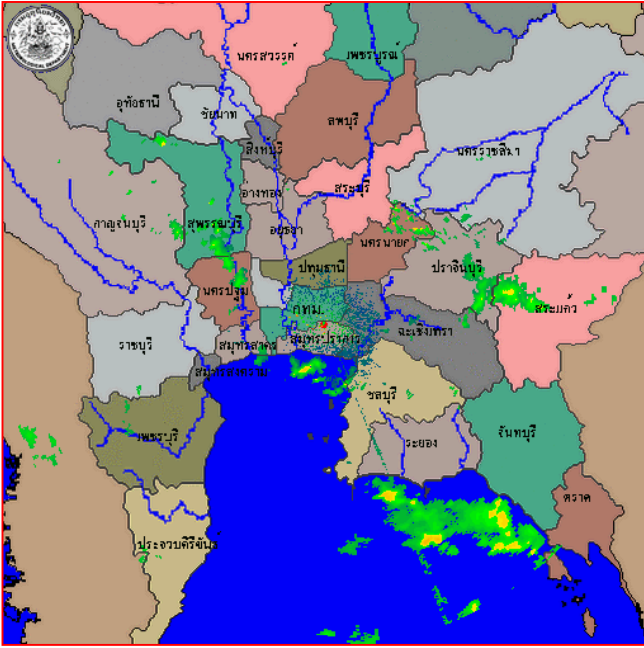 นครสวรรค์
เพชรบูรณ์
อุทัยธานี
ชัยนาท
ลพบุรี
สิงห์บุรี
นครราชสีมา
อ่างทอง
สระบุรี
กาญจนบุรี
สุพรรณบุรี
อยุธยา
นครนายก
ปทุมธานี
ปราจีนบุรี
นครปฐม
กทม.
สระแก้ว
ฉะเชิงเทรา
ราชบุรี
สมุทรสาคร
สมุทรปราการ
สมุทรสงคราม
ชลบุรี
เพชรบุรี
ระยอง
จันทบุรี
ตราด
ประจวบคีรีขันธ์